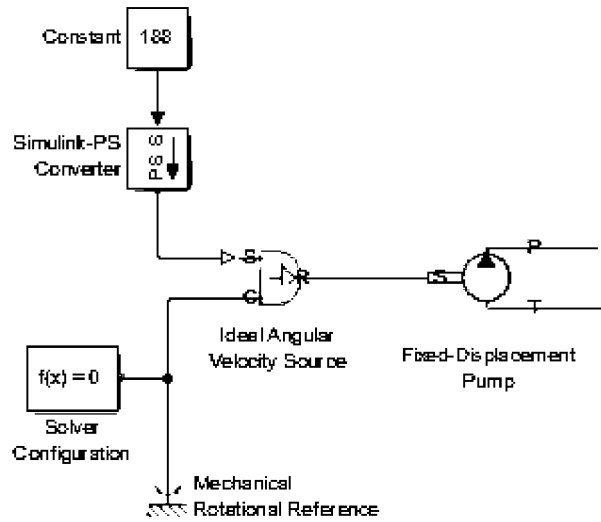 Constant
188
Simulink-PS
Converter
PS S
S
R
C
S
P
T
Ideal Angular
Velocity Source
Fixed-Displacement
Pump
f(x) = 0
Solver
Configuration
Mechanical
Rotational Reference